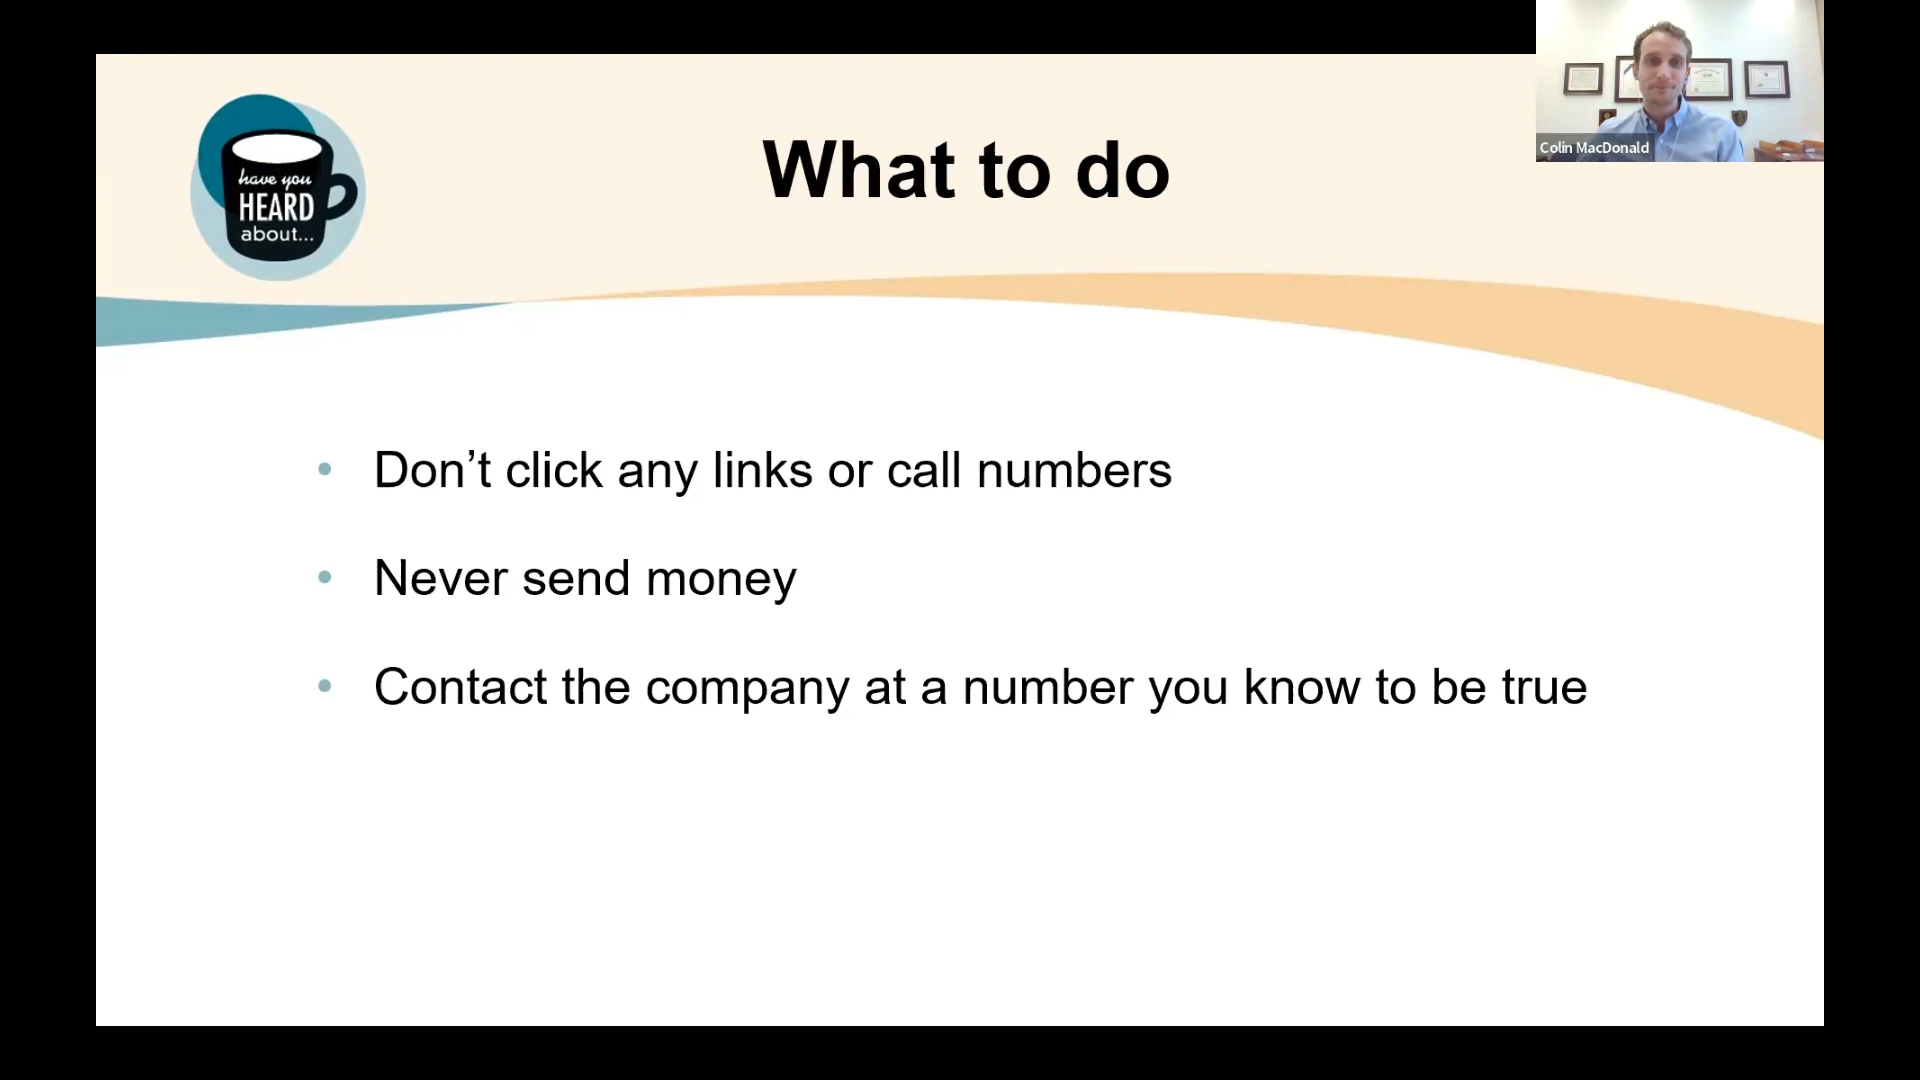 have you
HEARD
about...
What to do
Colin MacDonald
• Don’t click any links or call numbers
• Never send money
• Contact the company at a number you know to be true